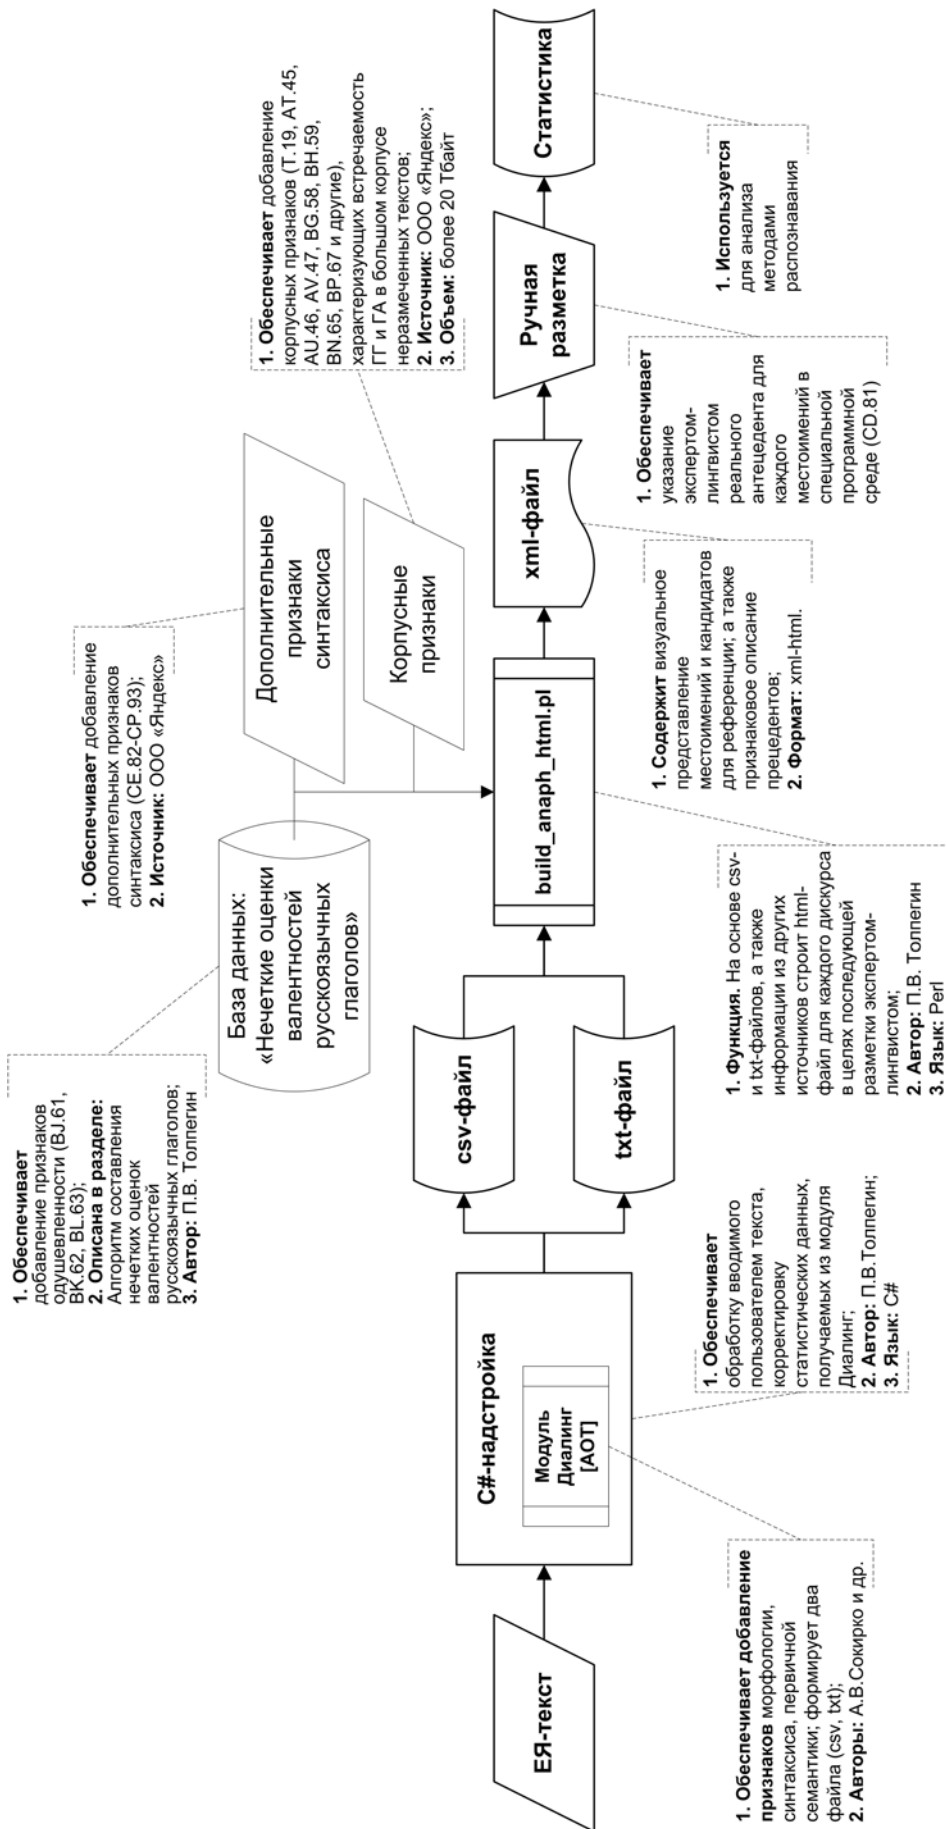 1. Обеспечивает
добавление признаков
одушевленности (BJ.61,
BK.62, BL.63);
2. Описана в разделе:
Алгоритм составления
нечетких оценок
валентностей
русскоязычных глаголов;
3. Автор: П.В. Толпегин
1. Обеспечивает добавление
дополнительных признаков
синтаксиса (CE.82-CP.93);
2. Источник: ООО «Яндекс»
1. Обеспечивает добавление
корпусных признаков (T.19, AT.45,
AU.46, AV.47, BG.58, BH.59,
BN.65, BP.67 и другие),
характеризующих встречаемость
ГГ и ГА в большом корпусе
неразмеченных текстов;
2. Источник: ООО «Яндекс»;
3. Объем: более 20 Тбайт
База данных:
«Нечеткие оценки
валентностей
русскоязычных
глаголов»
Дополнительные
признаки
синтаксиса
Корпусные
признаки
ЕЯ-текст
C#-надстройка
Модуль
Диалинг
[АОТ]
csv-файл
txt-файл
build_anaph_html.pl
xml-файл
Ручная
разметка
Статистика
1. Обеспечивает добавление
признаков морфологии,
синтаксиса, первичной
семантики; формирует два
файла (csv, txt);
2. Авторы: А.В.Сокирко и др.
1. Обеспечивает
обработку вводимого
пользователем текста,
корректировку
статистических данных,
получаемых из модуля
Диалинг;
2. Автор: П.В.Толпегин;
3. Язык: C#
1. Функция. На основе csv-
и txt-файлов, а также
информации из других
источников строит html-
файл для каждого дискурса
в целях последующей
разметки экспертом-
лингвистом;
2. Автор: П.В. Толпегин
3. Язык: Perl
1. Содержит визуальное
представление
местоимений и кандидатов
для референции; а также
признаковое описание
прецедентов;
2. Формат: xml-html.
1. Обеспечивает
указание
экспертом-
лингвистом
реального
антецедента для
каждого
местоимений в
специальной
программной
среде (CD.81)
1. Используется
для анализа
методами
распознавания